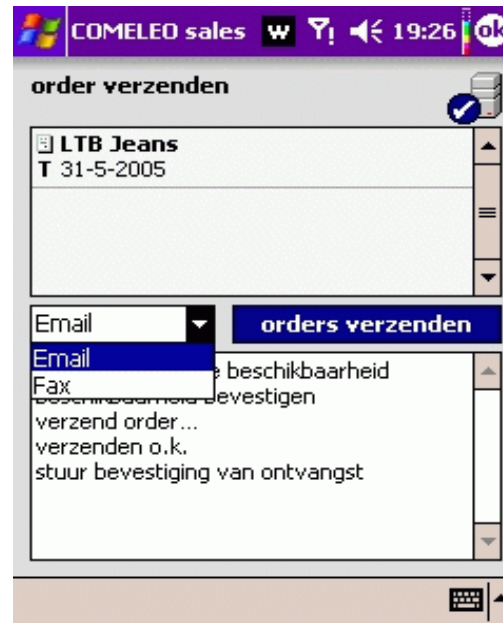 COMELEO sales W 19:26 ok
order verzenden
LTB Jeans
T 31-5-2005
Email orders verzenden
Email
Fax
e beschikbaarheid
bevestigen
verzend order...
verzenden o.k.
stuur bevestiging van ontvangst